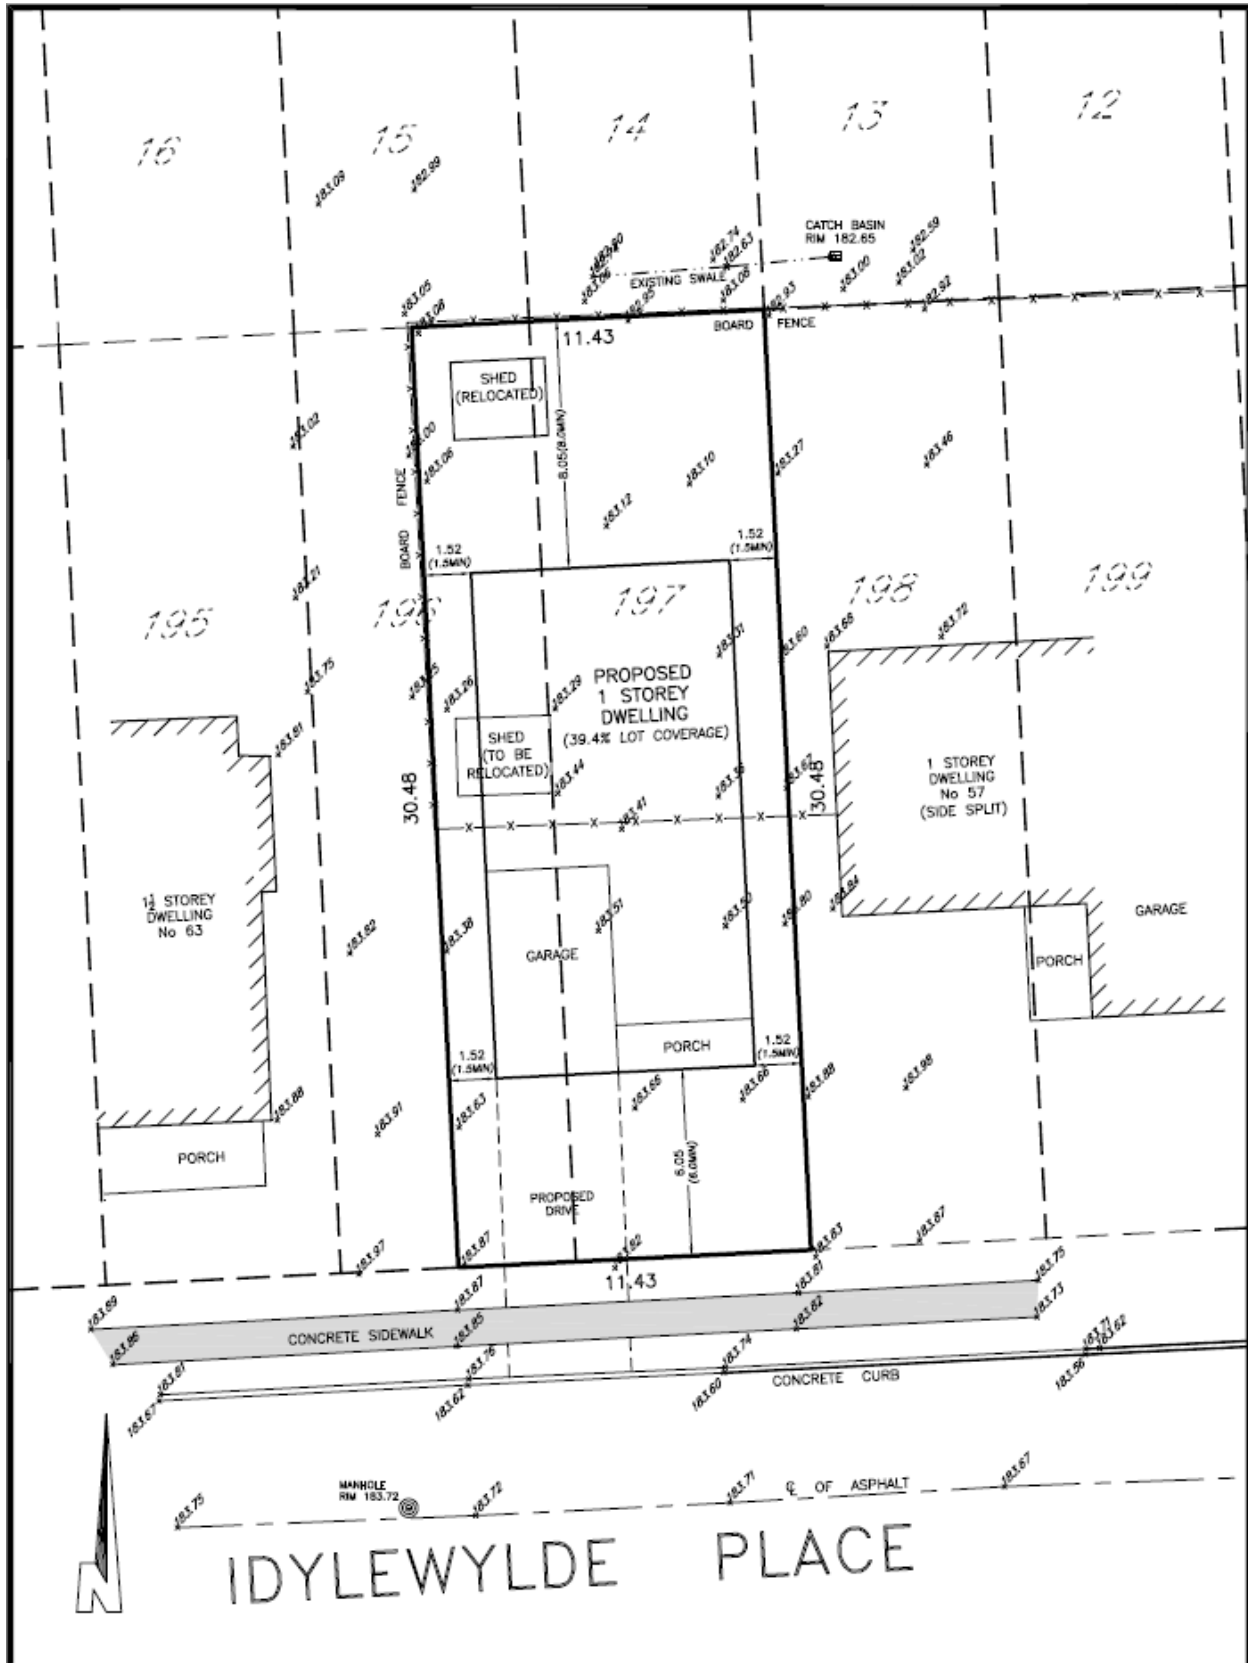 16
15
14
13
12
183.09
182.99
CATCH BASIN
RIM 182.65
182.74
182.63
182.59
183.02
183.00
EXISTING SWALE
183.06
183.08
183.05
183.08
182.95
182.93
182.92
BOARD FENCE
11.43
SHED
(RELOCATED)
8.05(8.0MIN)
183.02
183.06
183.10
183.27
183.46
183.12
BOARD FENCE
1.52
(1.5MIN)
1.52
(1.5MIN)
183.21
195
196
197
198
199
183.31
183.60
183.68
183.72
183.75
183.26
183.29
PROPOSED
1 STOREY
DWELLING
(39.4% LOT COVERAGE)
SHED
(TO BE
RELOCATED)
183.81
183.44
183.41
30.48
30.48
1 STOREY
DWELLING
No 57
(SIDE SPLIT)
1½ STOREY
DWELLING
No 63
183.82
183.38
183.51
183.50
183.80
183.84
GARAGE
GARAGE
PORCH
PORCH
1.52
(1.5MIN)
1.52
(1.5MIN)
183.88
183.91
183.63
183.66
183.66
183.88
183.98
PORCH
6.05
(6.0MIN)
PROPOSED
DRIVE
183.97
183.87
183.82
183.83
183.87
11.43
183.89
183.86
183.87
183.85
183.81
183.82
183.75
183.73
CONCRETE SIDEWALK
183.81
183.67
183.76
183.62
183.74
183.60
183.71
183.62
183.56
CONCRETE CURB
MANHOLE
RIM 183.72
183.75
183.72
183.71
183.67
℄ OF ASPHALT
N
IDYLEWYLDE PLACE